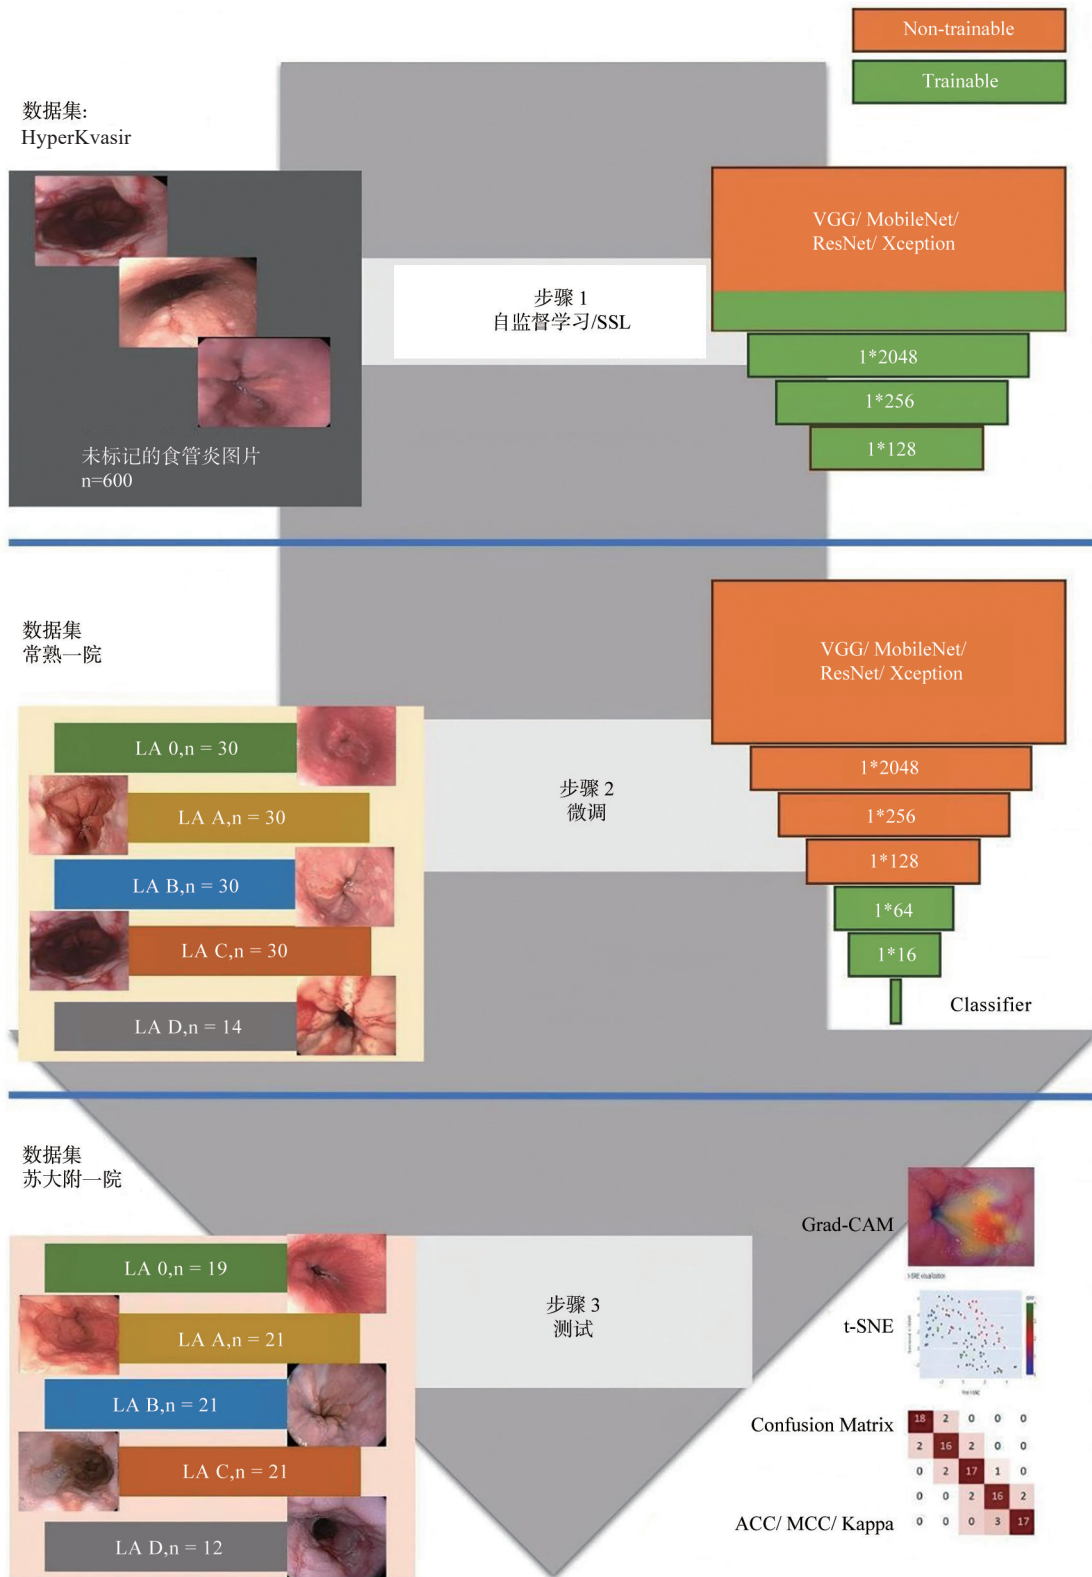 Non-trainable
Trainable
数据集:
HyperKvasir
VGG/ MobileNet/
ResNet/ Xception
步骤 1
自监督学习/SSL
1*2048
1*256
1*128
未标记的食管炎图片
n=600
数据集
常熟一院
VGG/ MobileNet/
ResNet/ Xception
LA 0,n = 30
LA A,n = 30
LA B,n = 30
LA C,n = 30
LA D,n = 14
步骤 2
微调
1*2048
1*256
1*128
1*64
1*16
Classifier
数据集
苏大附一院
LA 0,n = 19
LA A,n = 21
LA B,n = 21
LA C,n = 21
LA D,n = 12
步骤 3
测试
Grad-CAM
t-SNE visualization
t-SNE
Confusion Matrix
18 2 0 0 0
2 16 2 0 0
0 2 17 1 0
0 0 2 16 2
0 0 0 3 17
ACC/ MCC/ Kappa